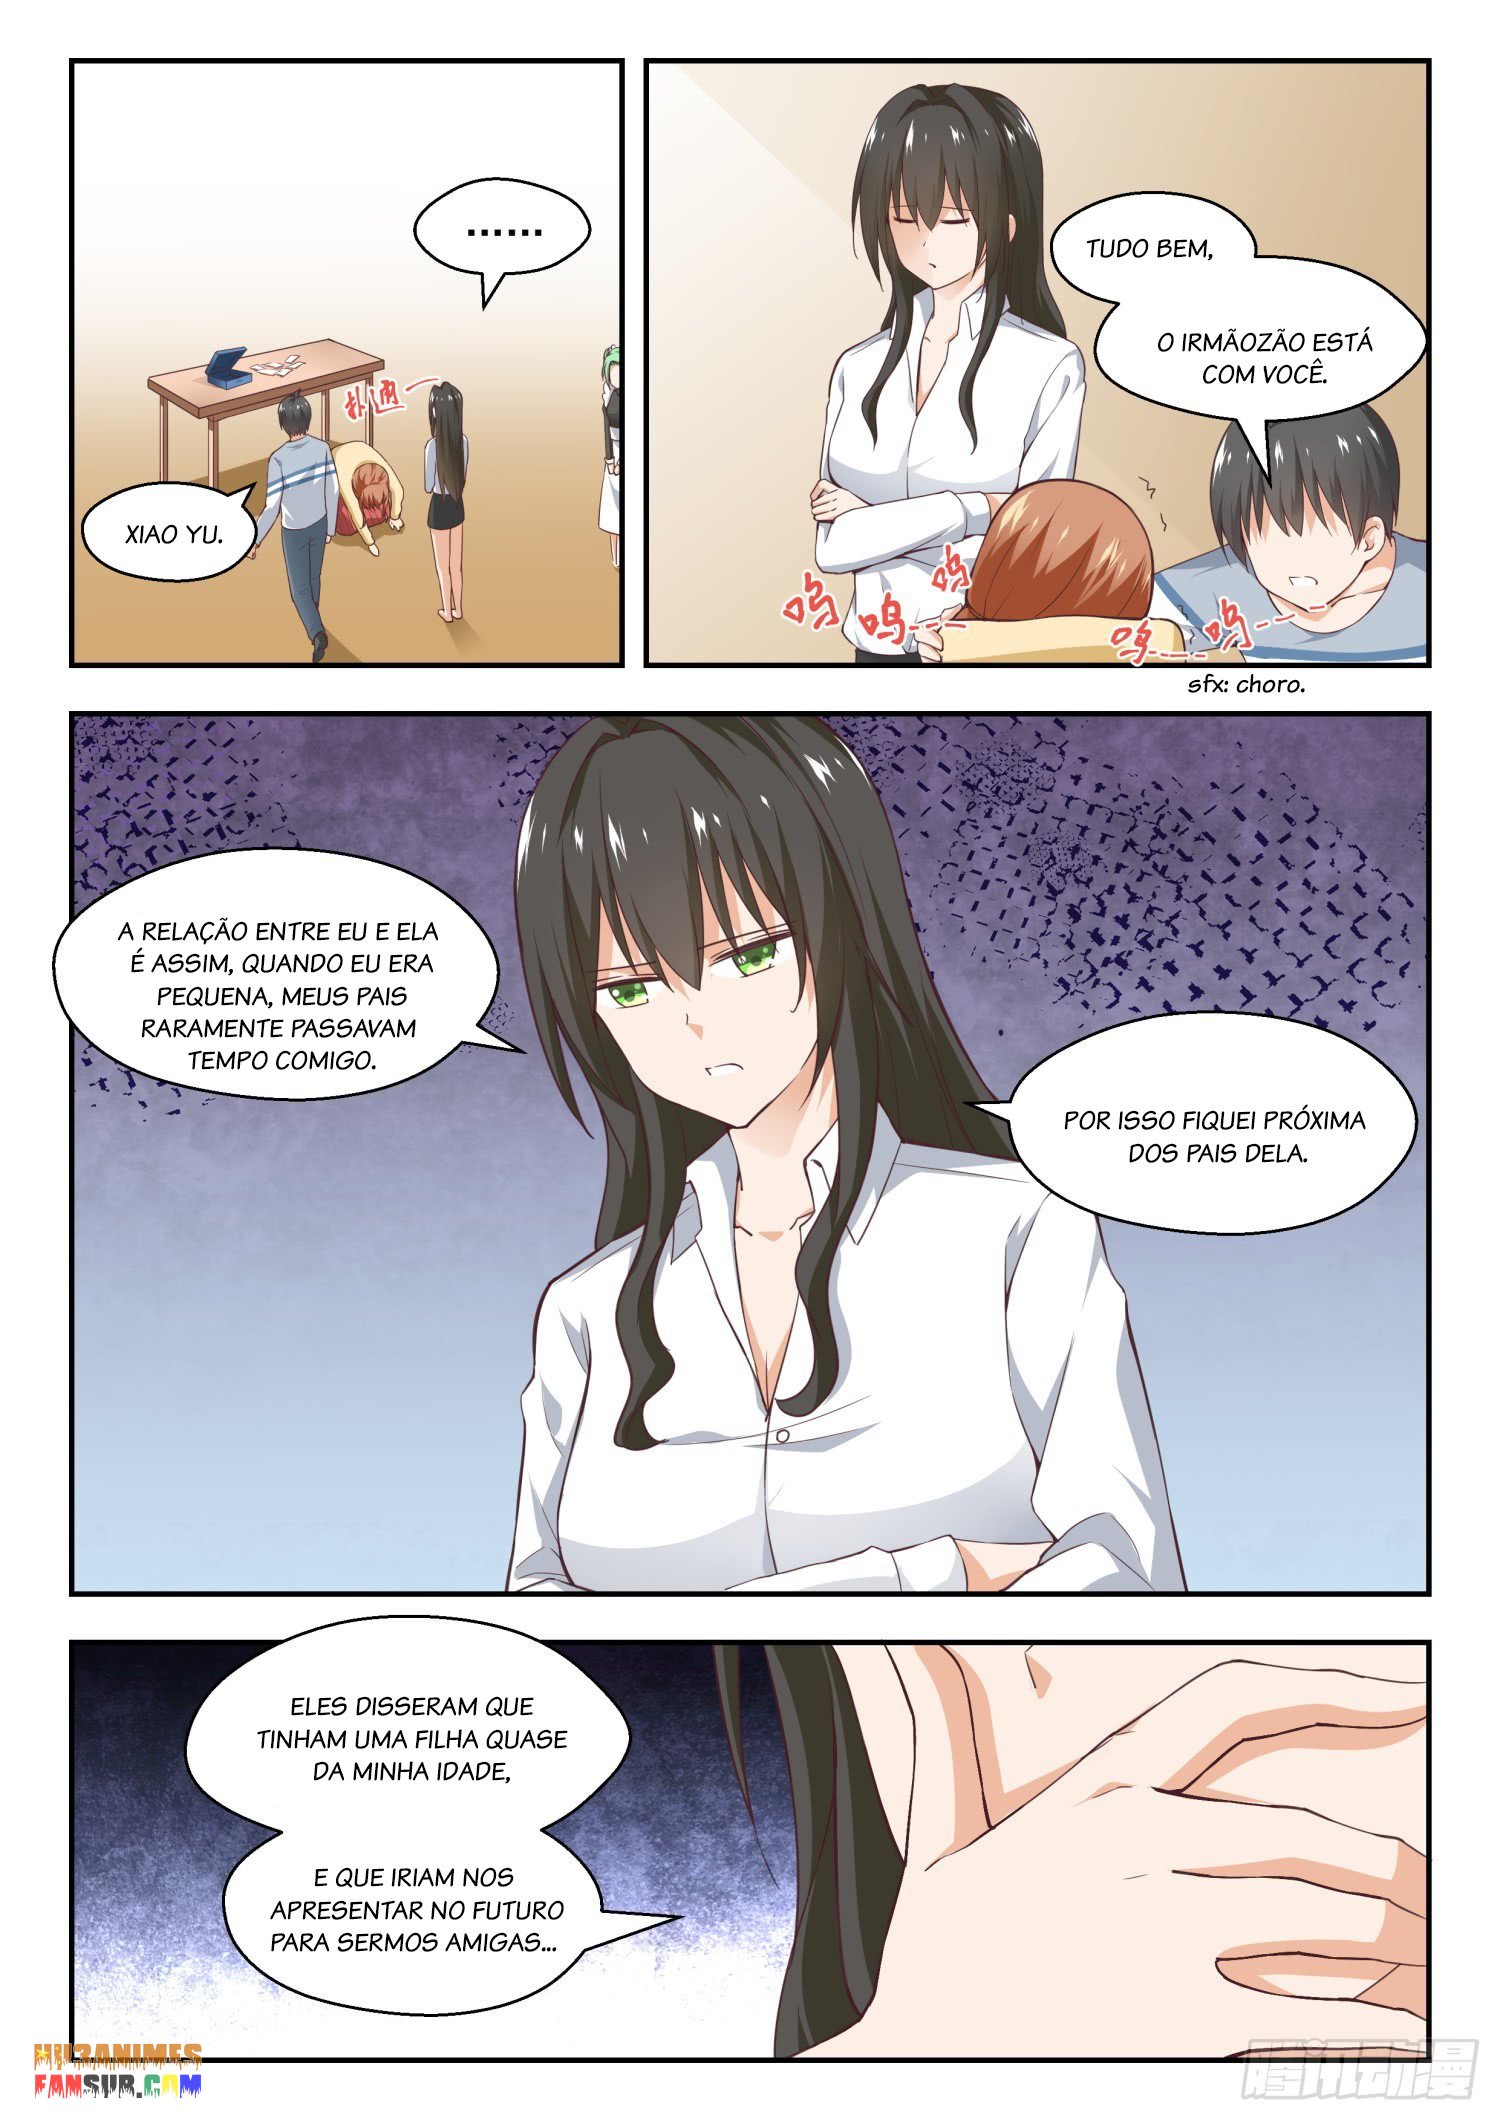 ......
扑通一
XIAO YU.
TUDO BEM,
O IRMÃOZÃO ESTÁ
COM VOCÊ.
呜
呜---
呜
呜---
呜---
sfx: choro.
A RELAÇÃO ENTRE EU E ELA
É ASSIM, QUANDO EU ERA
PEQUENA, MEUS PAIS
RARAMENTE PASSAVAM
TEMPO COMIGO.
POR ISSO FIQUEI PRÓXIMA
DOS PAIS DELA.
ELES DISSERAM QUE
TINHAM UMA FILHA QUASE
DA MINHA IDADE,
E QUE IRIAM NOS
APRESENTAR NO FUTURO
PARA SERMOS AMIGAS...
HU3ANIMES
FANSUR.COM
腾讯动漫